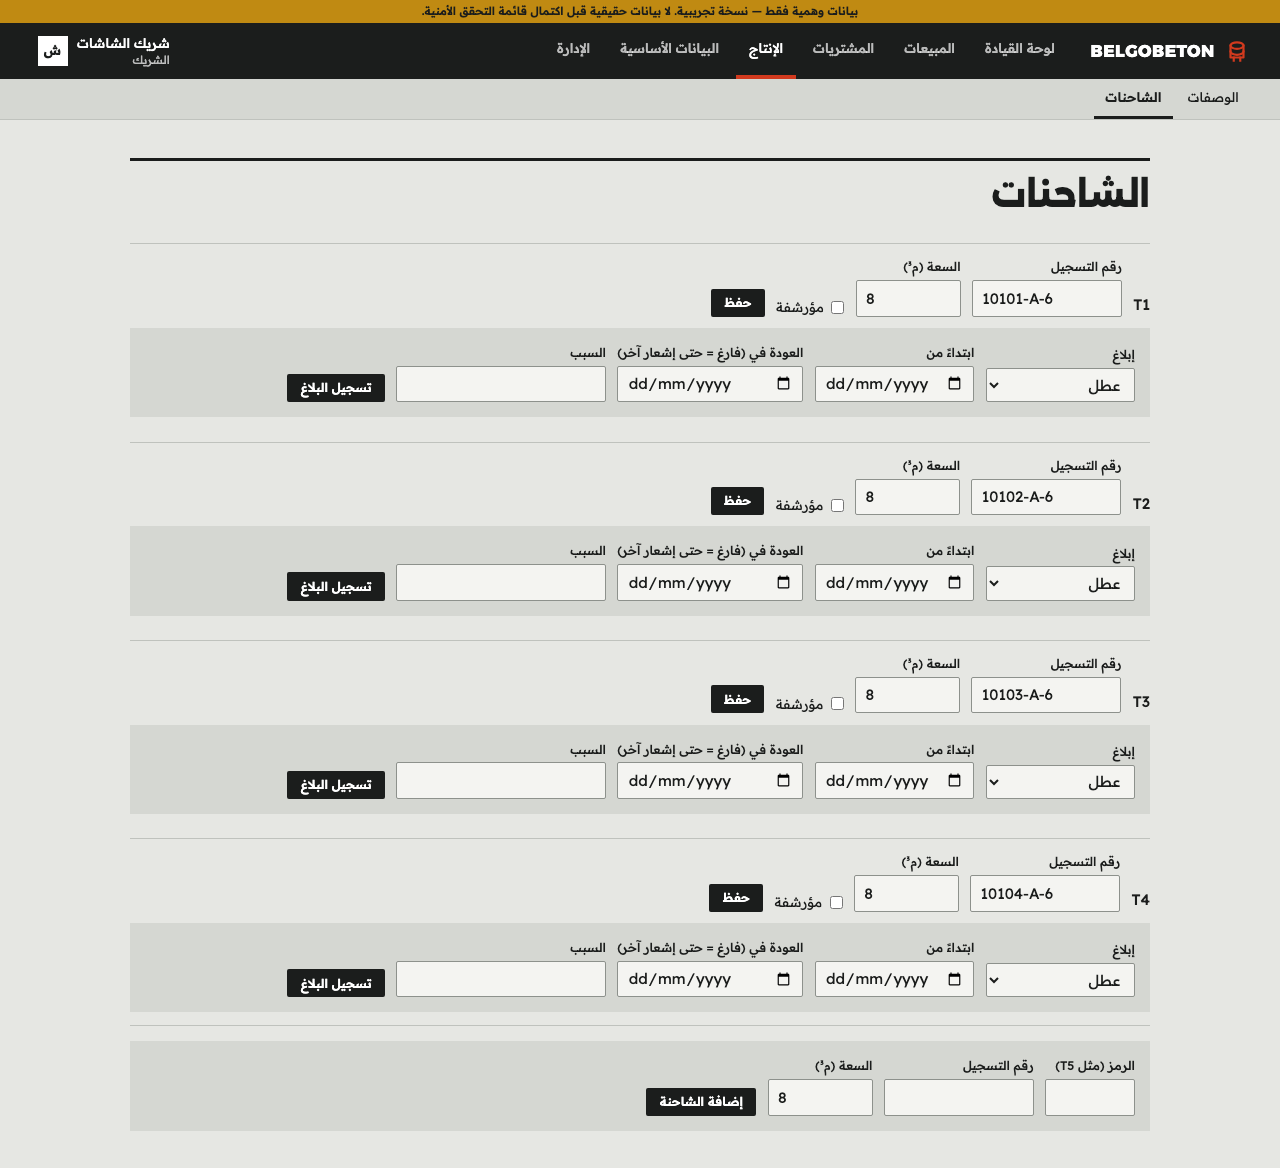 بيانات وهمية فقط — نسخة تجريبية. لا بيانات حقيقية قبل اكتمال قائمة التحقق الأمنية.
BELGOBETON لوحة القيادة المبيعات المشتريات الإنتاج البيانات الأساسية الإدارة شريك الشاشات ش
الشريك
الوصفات الشاحنات
الشاحنات
رقم التسجيل السعة (م³)
T1 10101-A-6 8 مؤرشفة حفظ
إبلاغ ابتداءً من العودة في (فارغ = حتى إشعار آخر) السبب
عطل dd/mm/yyyy dd/mm/yyyy تسجيل البلاغ
رقم التسجيل السعة (م³)
T2 10102-A-6 8 مؤرشفة حفظ
إبلاغ ابتداءً من العودة في (فارغ = حتى إشعار آخر) السبب
عطل dd/mm/yyyy dd/mm/yyyy تسجيل البلاغ
رقم التسجيل السعة (م³)
T3 10103-A-6 8 مؤرشفة حفظ
إبلاغ ابتداءً من العودة في (فارغ = حتى إشعار آخر) السبب
عطل dd/mm/yyyy dd/mm/yyyy تسجيل البلاغ
رقم التسجيل السعة (م³)
T4 10104-A-6 8 مؤرشفة حفظ
إبلاغ ابتداءً من العودة في (فارغ = حتى إشعار آخر) السبب
عطل dd/mm/yyyy dd/mm/yyyy تسجيل البلاغ
الرمز (مثل T5) رقم التسجيل السعة (م³)
8 إضافة الشاحنة